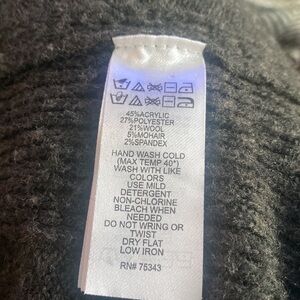 45%ACRYLIC
27%POLYESTER
21%WOOL
5%MOHAIR
2%SPANDEX
HAND WASH COLD
(MAX TEMP 40°)
WASH WITH LIKE
COLORS
USE MILD
DETERGENT
NON-CHLORINE
BLEACH WHEN
NEEDED
DO NOT WRING OR
TWIST
DRY FLAT
LOW IRON
RN# 75343